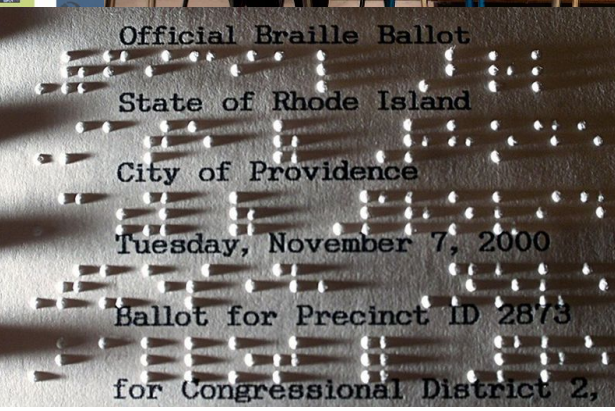 Official Braille Ballot
State of Rhode Island
City of Providence
Tuesday, November 7, 2000
Ballot for Precinct ID 2873
for Congressional District 2,